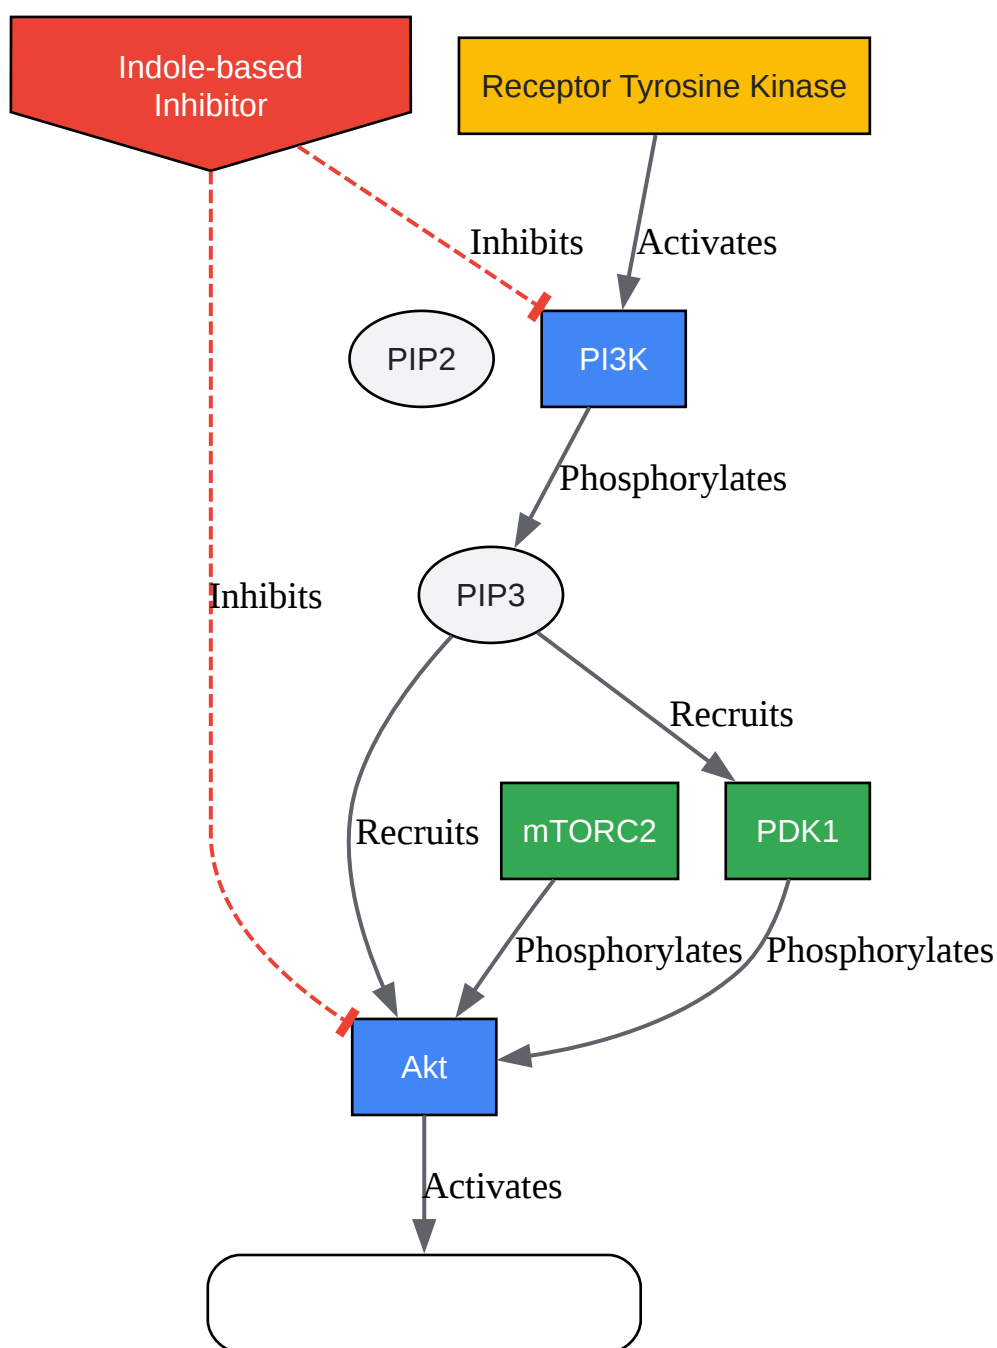 Indole-based
Inhibitor
Receptor Tyrosine Kinase
Inhibits
Activates
PIP2
PI3K
Phosphorylates
PIP3
Inhibits
Recruits
Recruits
mTORC2
PDK1
Phosphorylates
Phosphorylates
Akt
Activates